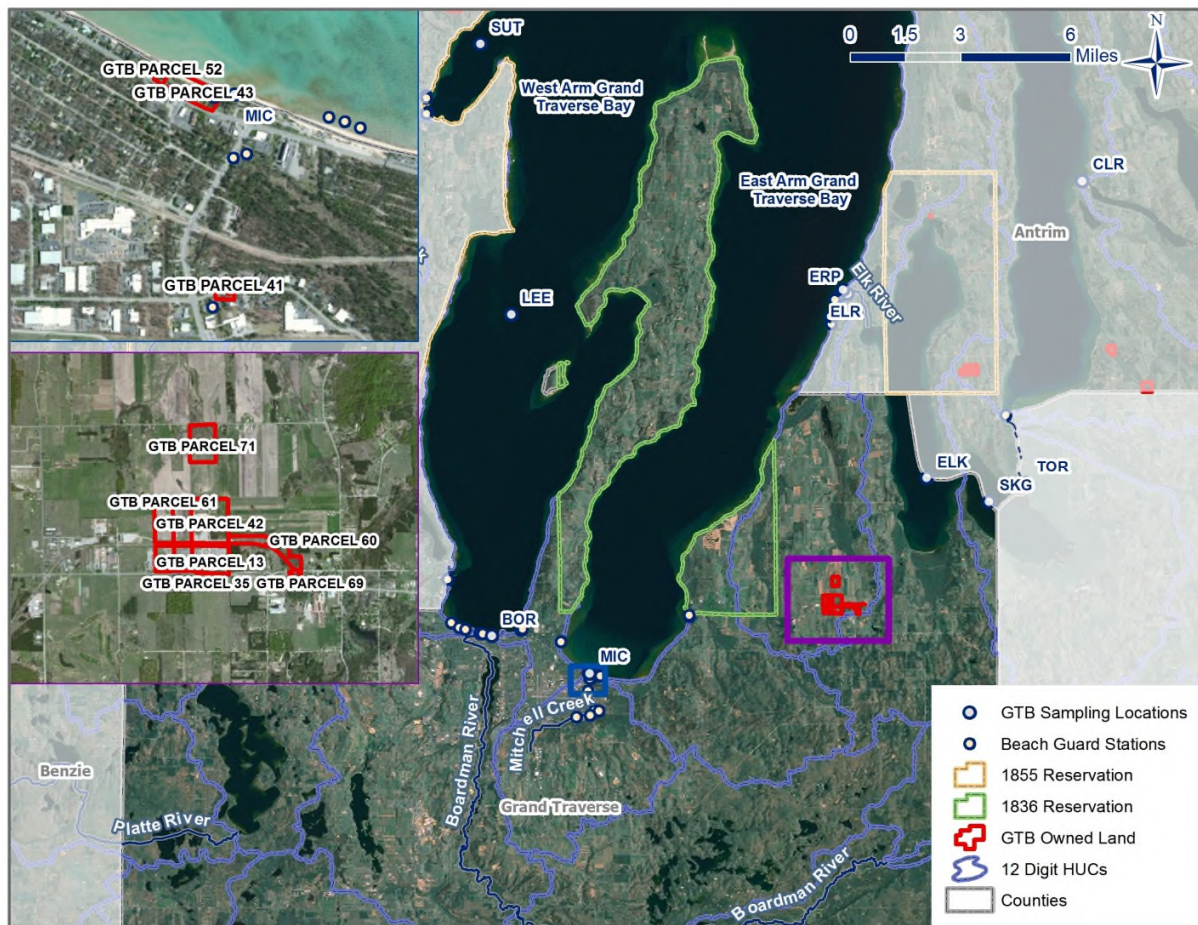 GTB PARCEL 52
GTB PARCEL 43
MIC
GTB PARCEL 41
GTB PARCEL 71
GTB PARCEL 61
GTB PARCEL 42
GTB PARCEL 60
GTB PARCEL 13
GTB PARCEL 35
GTB PARCEL 69
SUT
West Arm Grand
Traverse Bay
0 1.5 3 6
Miles
N
CLR
East Arm Grand
Traverse Bay
Antrim
ERP
Elk River
ELR
LEE
ELK
TOR
SKG
BOR
MIC
Mitchell Creek
Boardman River
Grand Traverse
Benzie
Platte River
Boardman River
GTB Sampling Locations
Beach Guard Stations
1855 Reservation
1836 Reservation
GTB Owned Land
12 Digit HUCs
Counties